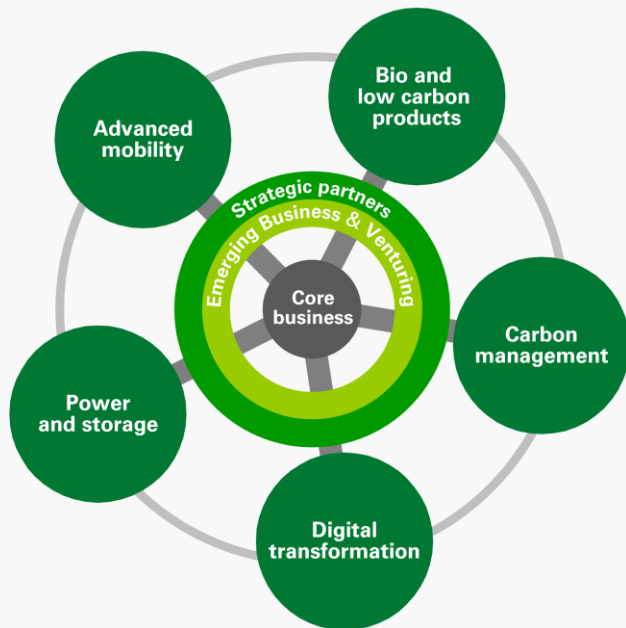 Bio and
low carbon
products
Advanced
mobility
Strategic partners
Emerging Business & Venturing
Core
business
Carbon
management
Power
and storage
Digital
transformation